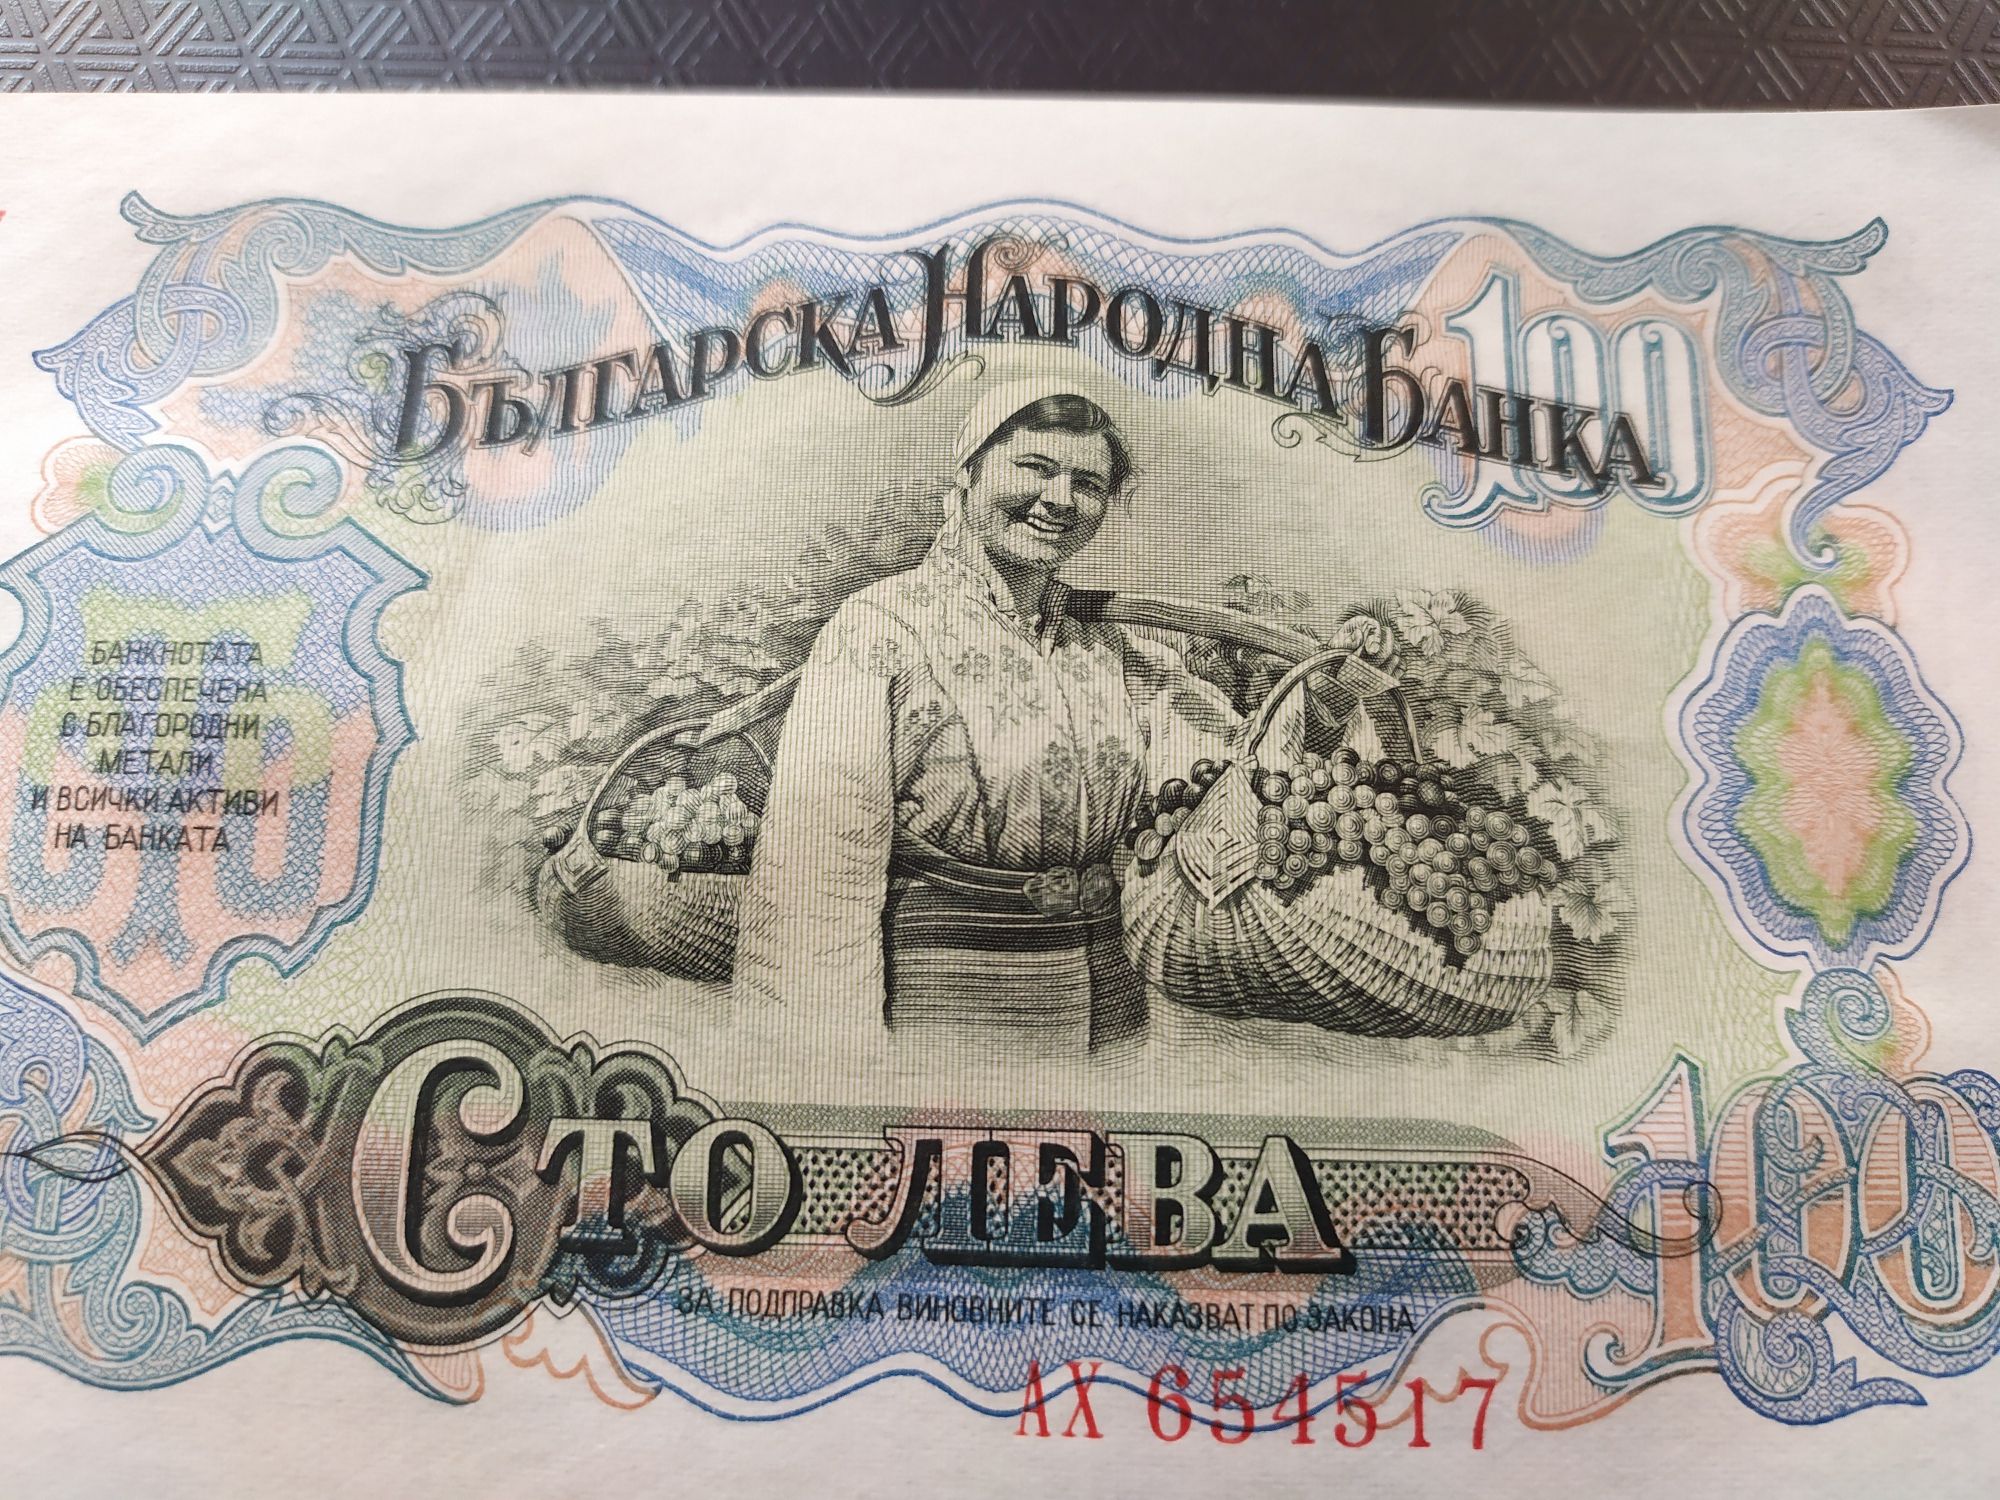 Българска Народна Банка
100
БАНКНОТАТА
Е ОБЕСПЕЧЕНА
С БЛАГОРОДНИ
МЕТАЛИ
И ВСИЧКИ АКТИВИ
НА БАНКАТА
СТО ЛЕВА
100
ЗА ПОДПРАВКА ВИНОВНИТЕ СЕ НАКАЗВАТ ПО ЗАКОНА
АХ 654517